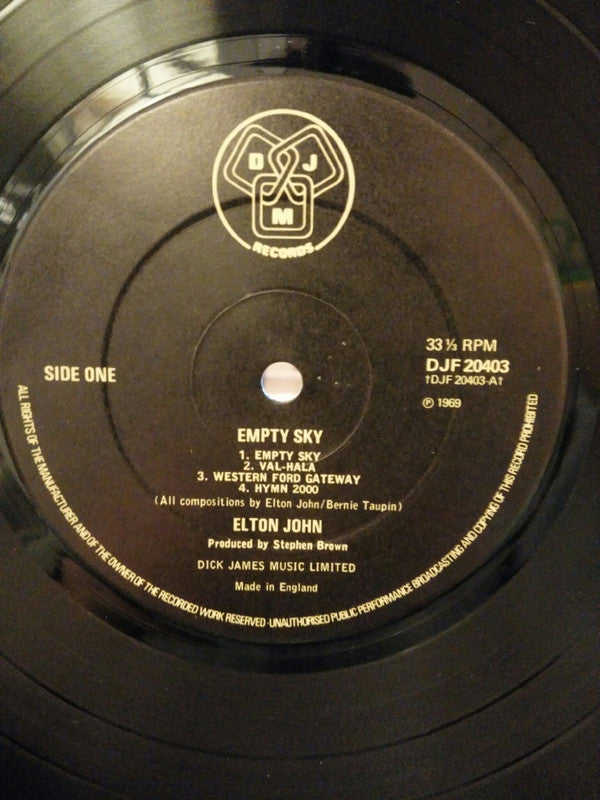 D J
M
RECORDS
33 ⅓ RPM
SIDE ONE
DJF 20403
†DJF 20403-A†
℗ 1969
EMPTY SKY
1. EMPTY SKY
2. VAL-HALA
3. WESTERN FORD GATEWAY
4. HYMN 2000
(All compositions by Elton John/Bernie Taupin)
ELTON JOHN
Produced by Stephen Brown
DICK JAMES MUSIC LIMITED
Made in England
ALL RIGHTS OF THE MANUFACTURER AND OF THE OWNER OF THE RECORDED WORK RESERVED·UNAUTHORISED PUBLIC PERFORMANCE BROADCASTING AND COPYING OF THIS RECORD PROHIBITED